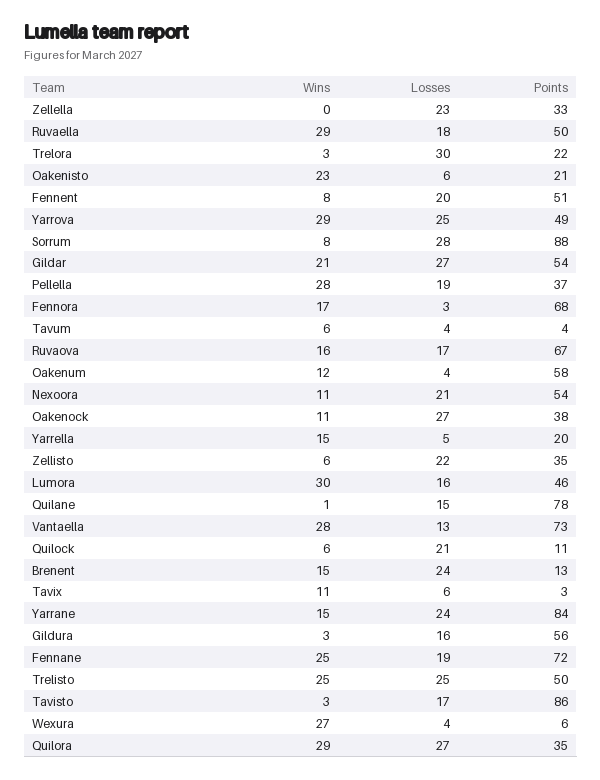 Lumella team report
Figures for March 2027
Team Wins Losses Points
Zellella 0 23 33
Ruvaella 29 18 50
Trelora 3 30 22
Oakenisto 23 6 21
Fennent 8 20 51
Yarrova 29 25 49
Sorrum 8 28 88
Gildar 21 27 54
Pellella 28 19 37
Fennora 17 3 68
Tavum 6 4 4
Ruvaova 16 17 67
Oakenum 12 4 58
Nexoora 11 21 54
Oakenock 11 27 38
Yarrella 15 5 20
Zellisto 6 22 35
Lumora 30 16 46
Quilane 1 15 78
Vantaella 28 13 73
Quilock 6 21 11
Brenent 15 24 13
Tavix 11 6 3
Yarrane 15 24 84
Gildura 3 16 56
Fennane 25 19 72
Trelisto 25 25 50
Tavisto 3 17 86
Wexura 27 4 6
Quilora 29 27 35